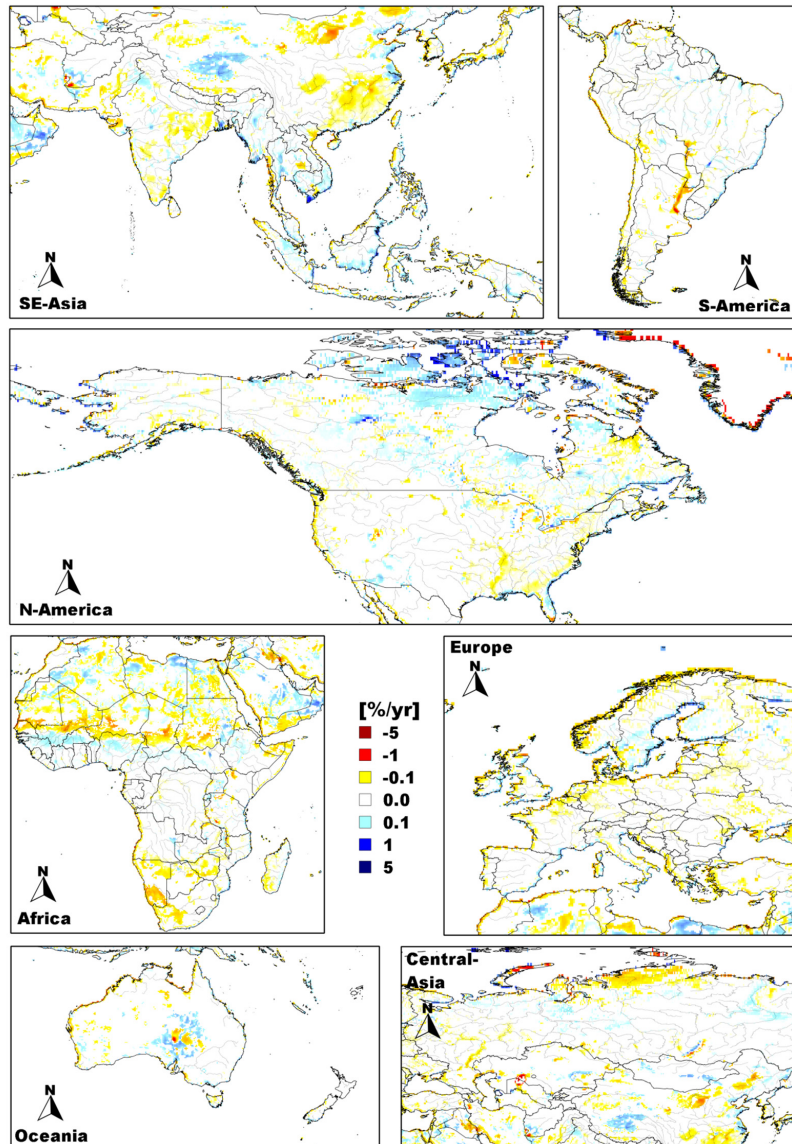 N
SE-Asia
N
S-America
N
N-America
N
Africa
[%/yr]
-5
-1
-0.1
0.0
0.1
1
5
Europe
N
N
Oceania
Central-
Asia
N